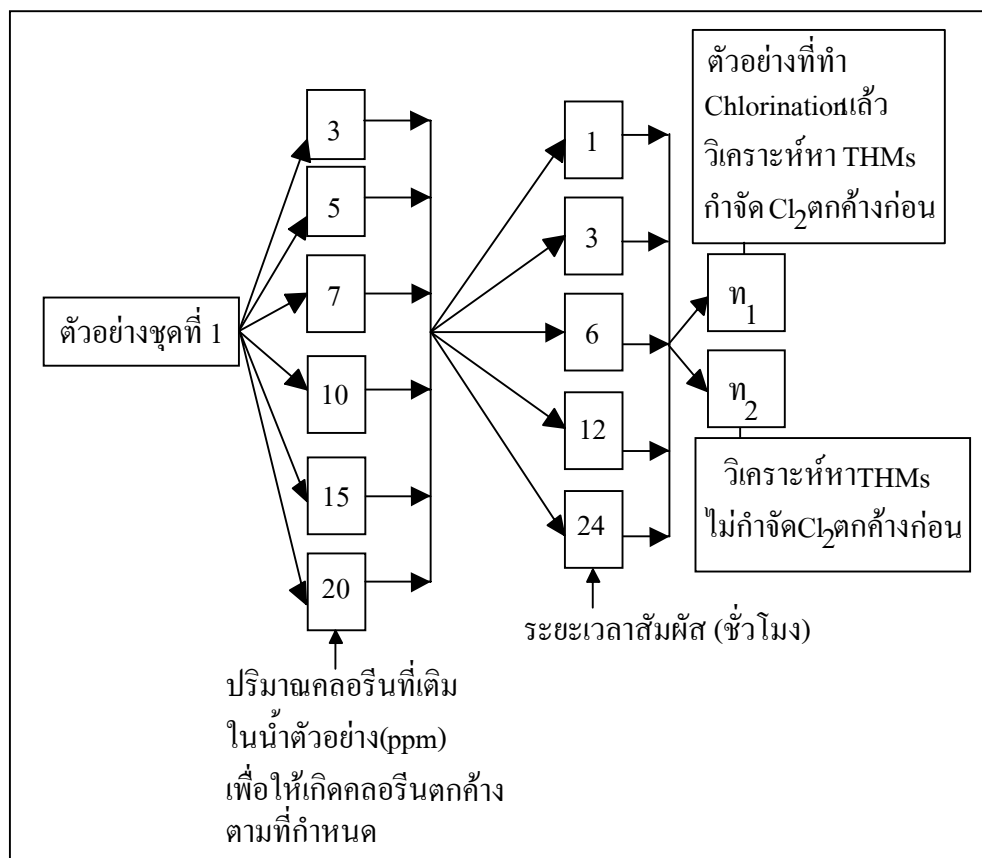 ตัวอย่างชุดที่ 1
3
5
7
10
15
20
ปริมาณคลอรีนที่เติม
ในน้ำตัวอย่าง(ppm)
เพื่อให้เกิดคลอรีนตกค้าง
ตามที่กำหนด
1
3
6
12
24
ระยะเวลาสัมผัส (ชั่วโมง)
ตัวอย่างที่ทำ
Chlorinationแล้ว
วิเคราะห์หา THMs
กำจัด Cl2ตกค้างก่อน
ท1
ท2
วิเคราะห์หาTHMs
ไม่กำจัดCl2ตกค้างก่อน